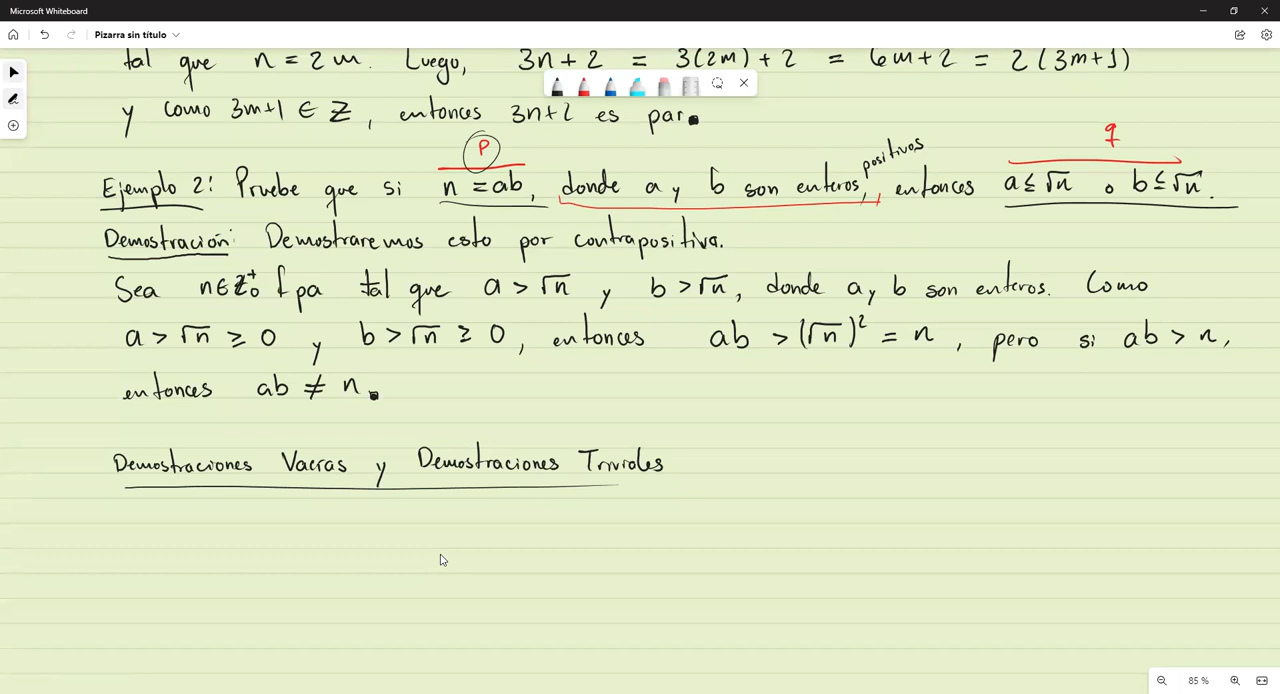 Microsoft Whiteboard
Pizarra sin título
tal que n = 2m. Luego, 3n+2 = 3(2m)+2 = 6m+2 = 2(3m+1)
y como 3m+1 ∈ Z, entonces 3n+2 es par.
P
positivos
q
Ejemplo 2: Pruebe que si n = ab, donde a y b son enteros, entonces a ≤ √n o b ≤ √n.
Demostración: Demostraremos esto por contrapositiva.
Sea n ∈ Z₀⁺ tal que a > √n y b > √n, donde a y b son enteros. Como
a > √n ≥ 0 y b > √n ≥ 0, entonces ab > (√n)² = n, pero si ab > n,
entonces ab ≠ n.
Demostraciones Vacías y Demostraciones Triviales
85 %